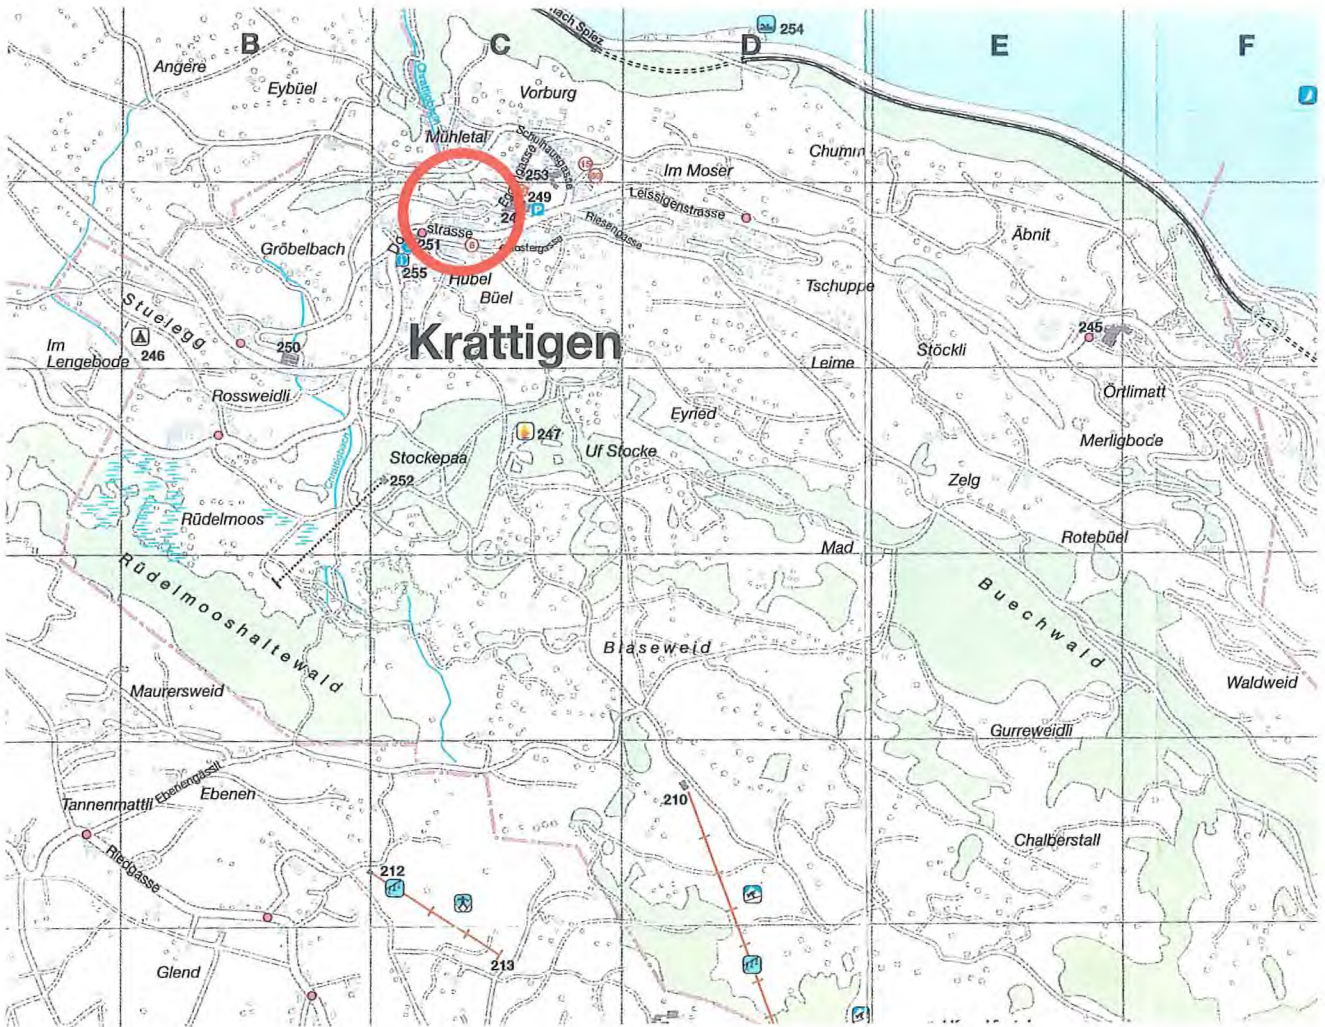 nach Spiez
254
B
C
D
E
F
Angere
Eybüel
Vorburg
Mühletal
Schulhausgasse
253
15
Im Moser
Chumm
249
P
Leissigenstrasse
Riesengasse
strasse
251
6
255
Gröbelbach
Hubel
Büel
Äbnit
Tschuppe
Stuelegg
Im
Lengebode
246
250
Krattigen
245
Leime
Stöckli
Rossweidli
Örtlimatt
Eyried
247
Merligbode
Stockepaa
Uf Stocke
252
Zelg
Rüdelmoos
Rotebüel
Mad
Rüdelmooshaltewald
Buechwald
Blaseweid
Maurersweid
Waldweid
Gurreweidli
Ebenengässli
Tannenmattli
Ebenen
210
Chalberstall
Riedgasse
212
213
Glend